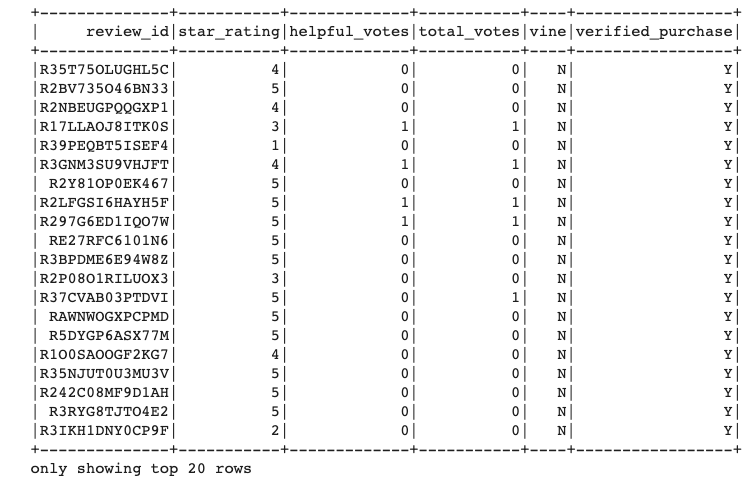 +--------------+-----------+-------------+-----------+----+-----------------+
|     review_id|star_rating|helpful_votes|total_votes|vine|verified_purchase|
+--------------+-----------+-------------+-----------+----+-----------------+
|R35T75OLUGHL5C|          4|            0|          0|   N|                Y|
|R2BV735O46BN33|          5|            0|          0|   N|                Y|
|R2NBEUGPQQGXP1|          4|            0|          0|   N|                Y|
|R17LLAOJ8ITK0S|          3|            1|          1|   N|                Y|
|R39PEQBT5ISEF4|          1|            0|          0|   N|                Y|
|R3GNM3SU9VHJFT|          4|            1|          1|   N|                Y|
| R2Y81OP0EK467|          5|            0|          0|   N|                Y|
|R2LFGSI6HAYH5F|          5|            1|          1|   N|                Y|
|R297G6ED1IQO7W|          5|            1|          1|   N|                Y|
| RE27RFC6101N6|          5|            0|          0|   N|                Y|
|R3BPDME6E94W8Z|          5|            0|          0|   N|                Y|
|R2P08O1RILUOX3|          3|            0|          0|   N|                Y|
|R37CVAB03PTDVI|          5|            0|          1|   N|                Y|
| RAWNWOGXPCPMD|          5|            0|          0|   N|                Y|
| R5DYGP6ASX77M|          5|            0|          0|   N|                Y|
|R1O0SAOOGF2KG7|          4|            0|          0|   N|                Y|
|R35NJUT0U3MU3V|          5|            0|          0|   N|                Y|
|R242C08MF9D1AH|          5|            0|          0|   N|                Y|
| R3RYG8TJTO4E2|          5|            0|          0|   N|                Y|
|R3IKH1DNY0CP9F|          2|            0|          0|   N|                Y|
+--------------+-----------+-------------+-----------+----+-----------------+
only showing top 20 rows